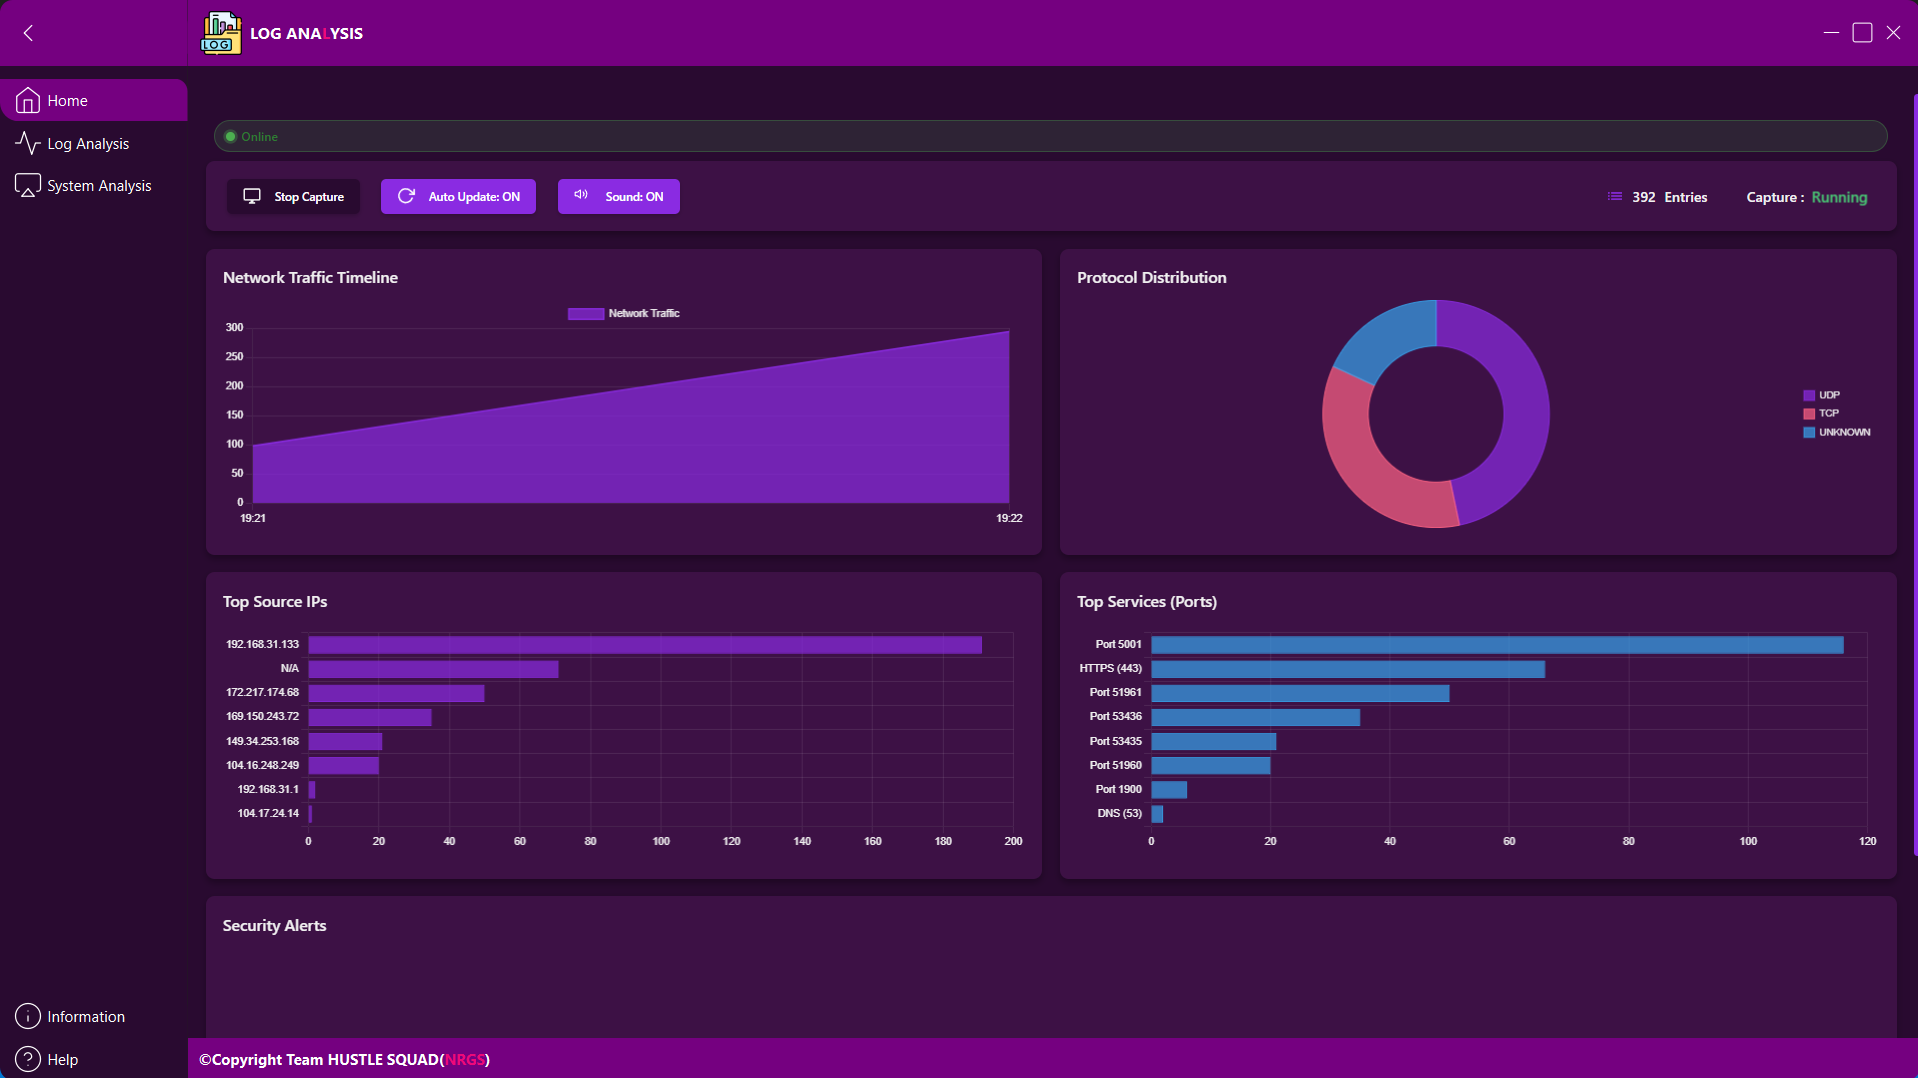 LOG
LOG ANALYSIS
Home
Log Analysis
System Analysis
Online
Stop Capture
Auto Update: ON
Sound: ON
392 Entries
Capture : Running
Network Traffic Timeline
Network Traffic
300
250
200
150
100
50
0
19:21 19:22
Protocol Distribution
UDP
TCP
UNKNOWN
Top Source IPs
192.168.31.133
N/A
172.217.174.68
169.150.243.72
149.34.253.168
104.16.248.249
192.168.31.1
104.17.24.14
0 20 40 60 80 100 120 140 160 180 200
Top Services (Ports)
Port 5001
HTTPS (443)
Port 51961
Port 53436
Port 53435
Port 51960
Port 1900
DNS (53)
0 20 40 60 80 100 120
Security Alerts
Information
Help
©Copyright Team HUSTLE SQUAD(NRGS)